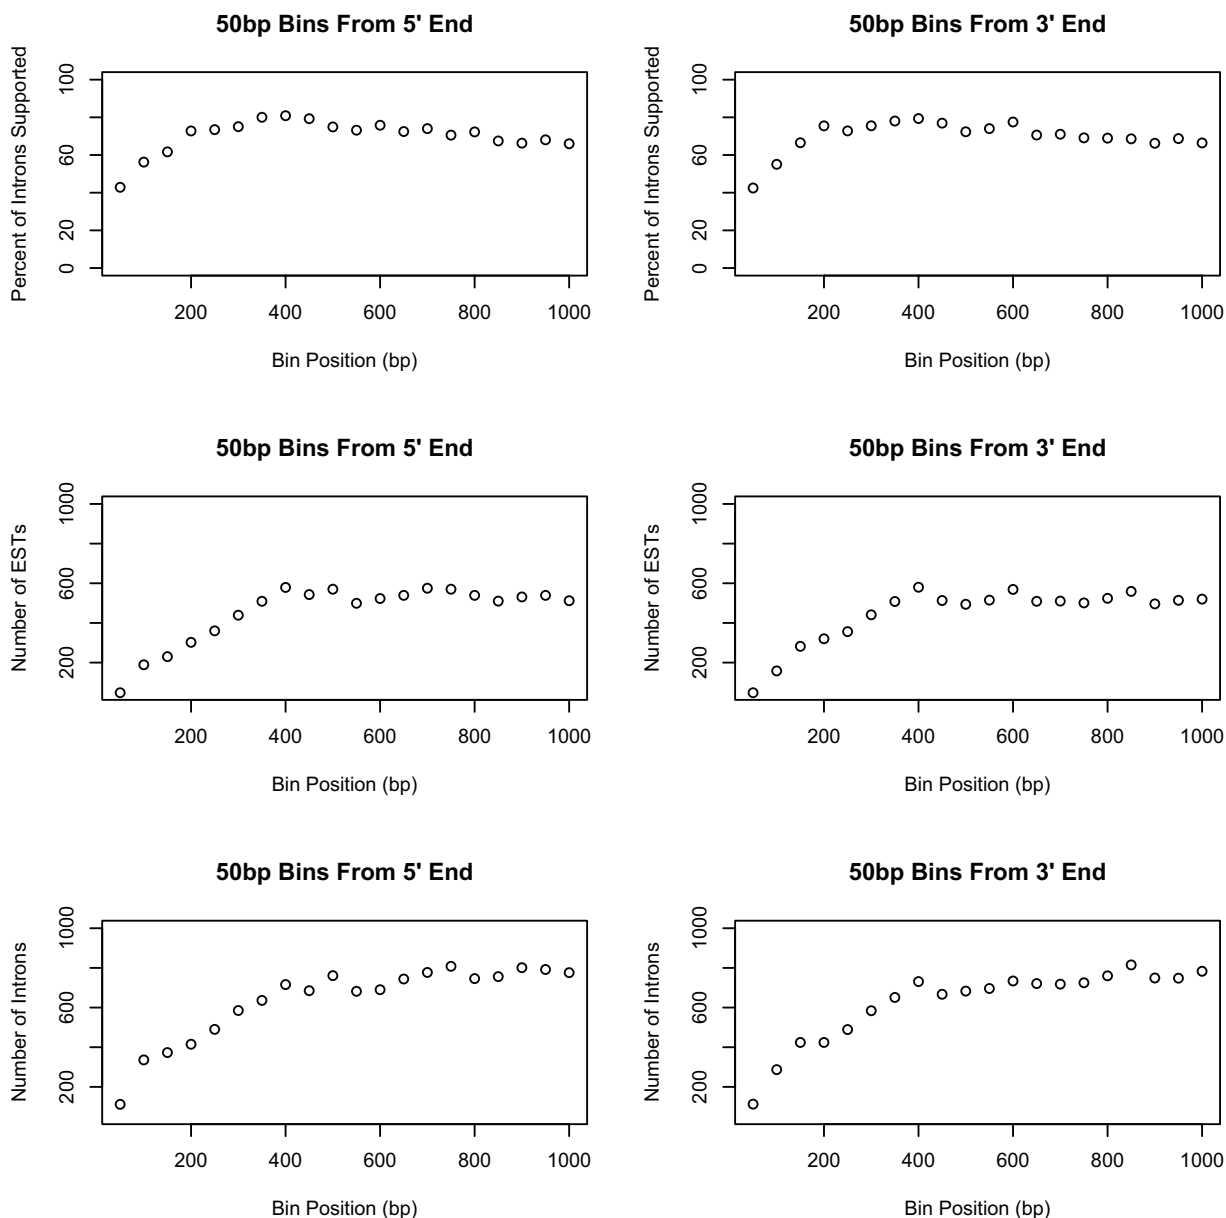 50bp Bins From 5' End
Percent of Introns Supported
100
60
20
0
200 400 600 800 1000
Bin Position (bp)
50bp Bins From 3' End
Percent of Introns Supported
100
60
20
0
200 400 600 800 1000
Bin Position (bp)
50bp Bins From 5' End
Number of ESTs
1000
600
200
200 400 600 800 1000
Bin Position (bp)
50bp Bins From 3' End
Number of ESTs
1000
600
200
200 400 600 800 1000
Bin Position (bp)
50bp Bins From 5' End
Number of Introns
1000
600
200
200 400 600 800 1000
Bin Position (bp)
50bp Bins From 3' End
Number of Introns
1000
600
200
200 400 600 800 1000
Bin Position (bp)